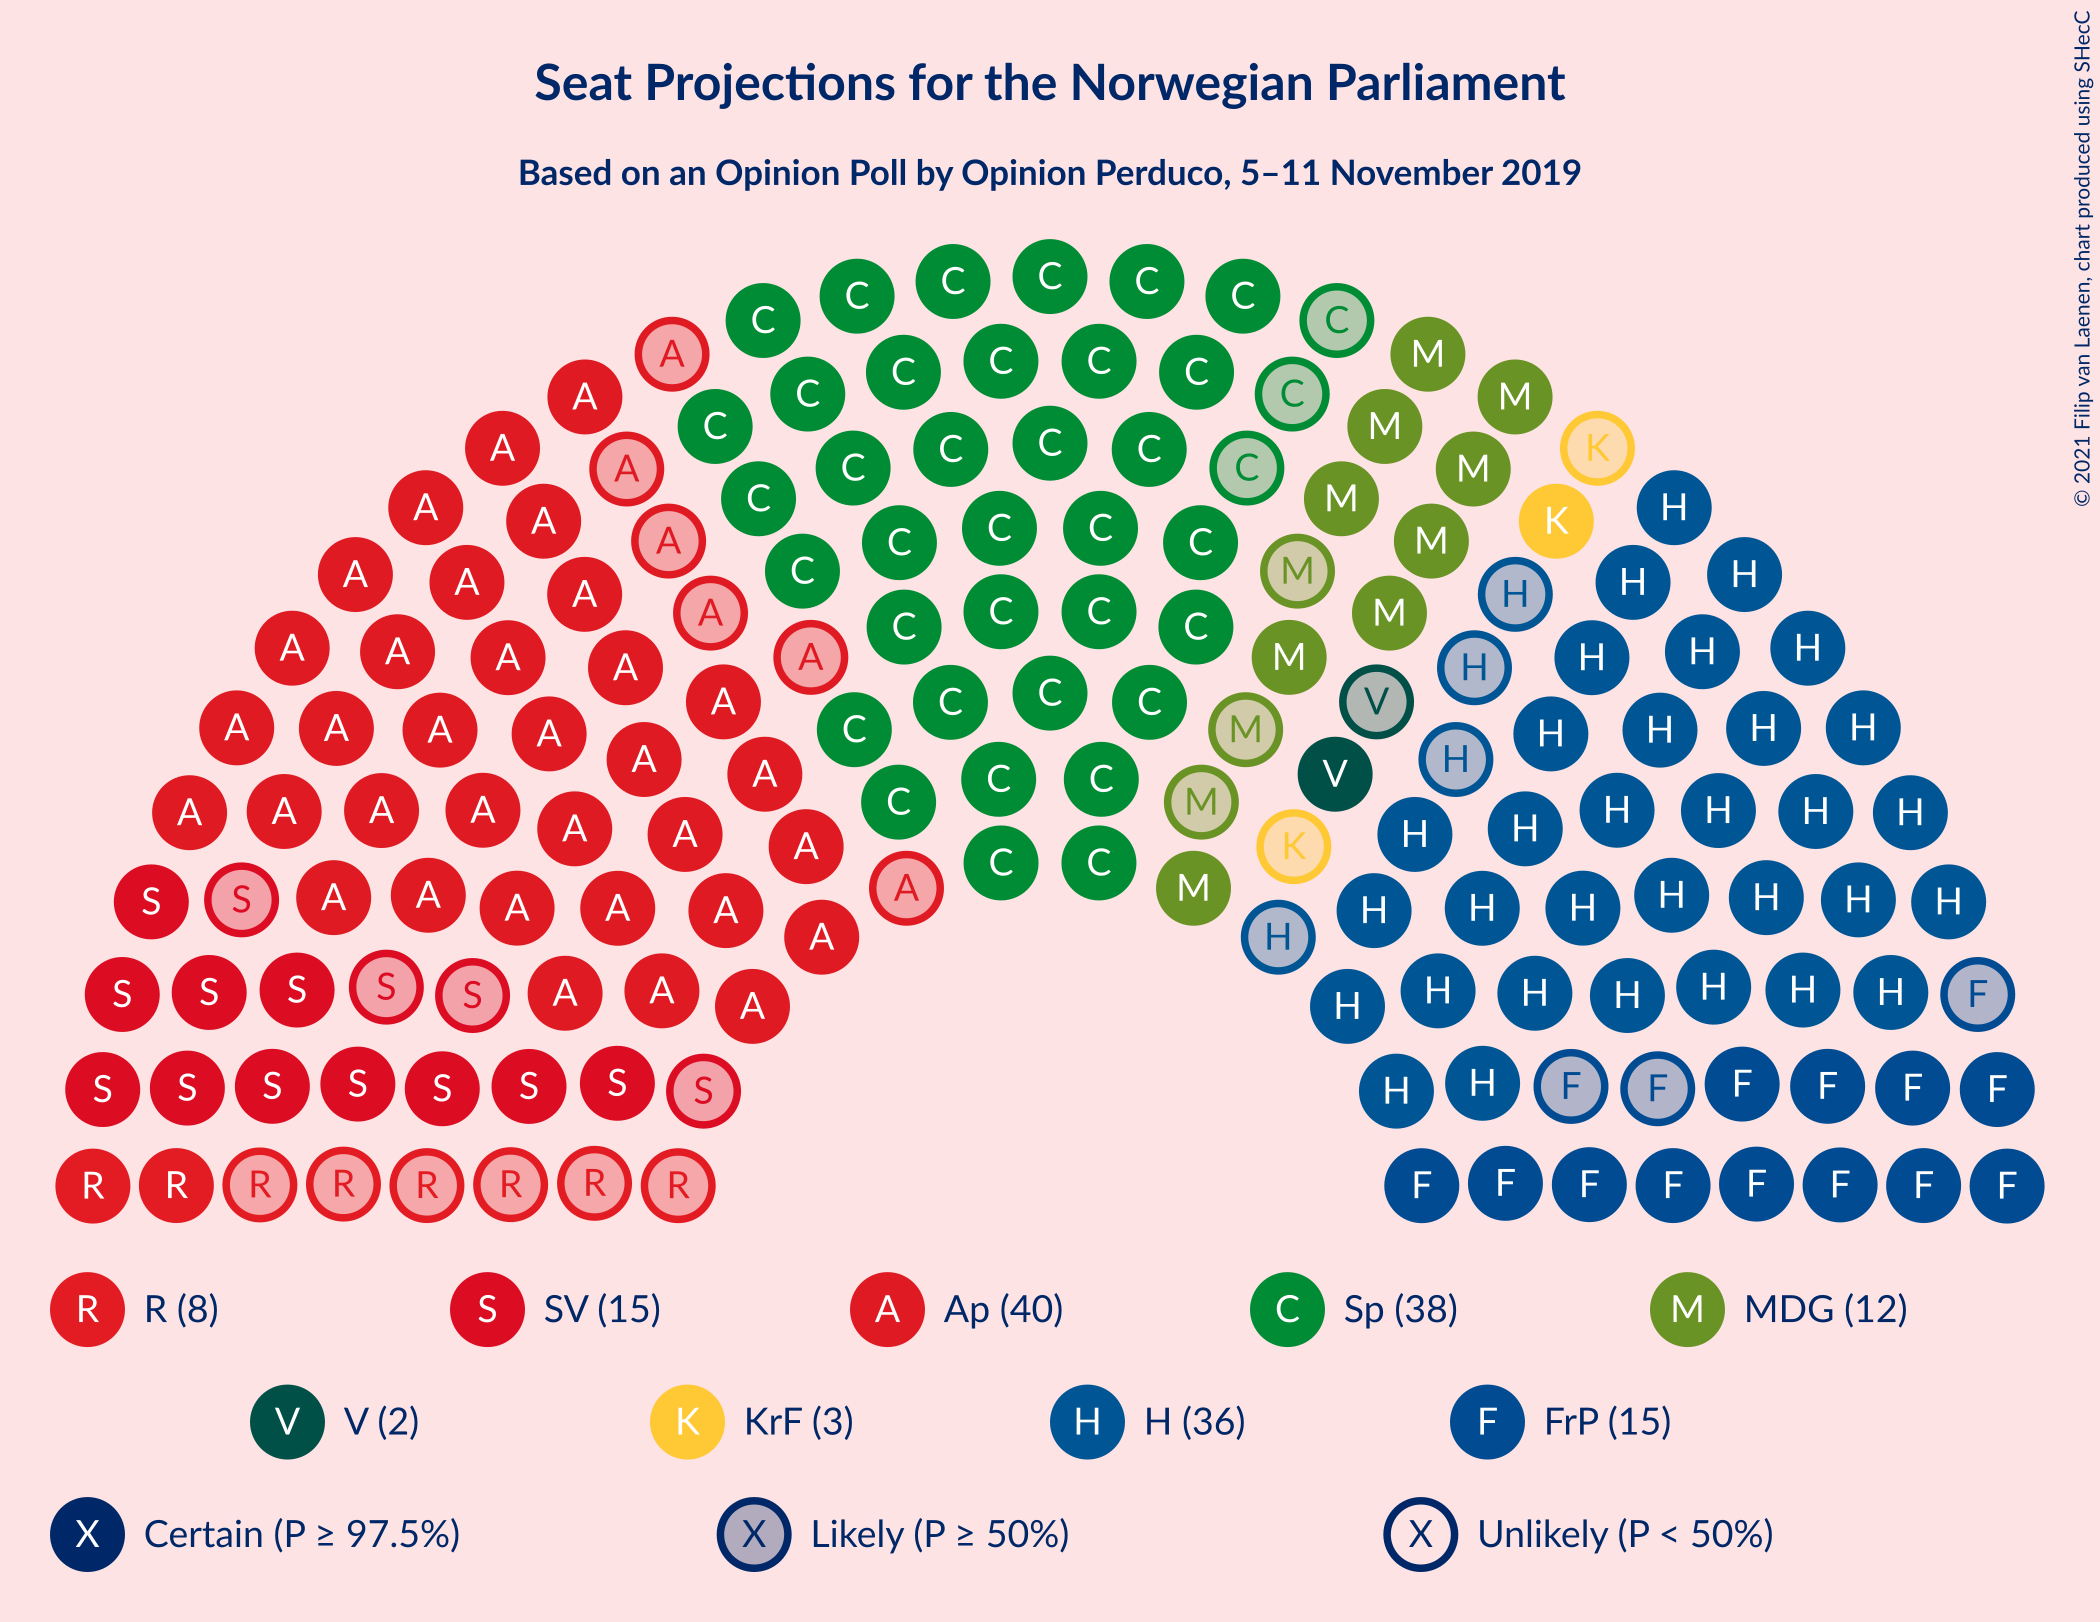 Seat Projections for the Norwegian Parliament
Based on an Opinion Poll by Opinion Perduco, 5–11 November 2019
© 2021 Filip van Laenen, chart produced using SHecC
C C C C C C C
A C C C C C C C M
A A C C C C C C M M
A A C C C C C C M M K
A A A C C C C C M M K H
A A A A C C C C M M H H H
A A A A A C C C M V H H H H
A A A A A A C C M V H H H H H
A A A A A A A C C M K H H H H H H
S S A A A A A A A C C M H H H H H H H H
S S S S S A A A H H H H H H H F
S S S S S S S S H H F F F F F F
R R R R R R R R F F F F F F F F
R R (8) S SV (15) A Ap (40) C Sp (38) M MDG (12)
V V (2) K KrF (3) H H (36) F FrP (15)
X Certain (P ≥ 97.5%) X Likely (P ≥ 50%) X Unlikely (P < 50%)